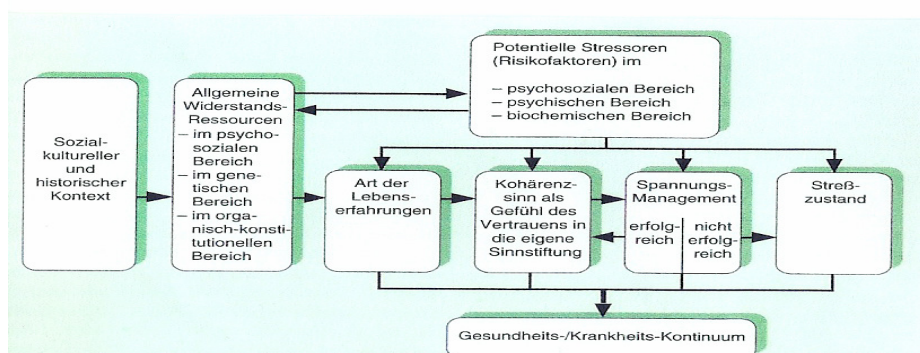 Sozial-
kultureller
und
historischer
Kontext
Allgemeine
Widerstands-
Ressourcen
– im psycho-
sozialen
Bereich
– im gene-
tischen
Bereich
– im orga-
nisch-konsti-
tutionellen
Bereich
Potentielle Stressoren
(Risikofaktoren) im
– psychosozialen Bereich
– psychischen Bereich
– biochemischen Bereich
Art der
Lebens-
erfahrungen
Kohärenz-
sinn als
Gefühl des
Vertrauens in
die eigene
Sinnstiftung
Spannungs-
Management
erfolg-
reich
nicht
erfolg-
reich
Streß-
zustand
Gesundheits-/Krankheits-Kontinuum